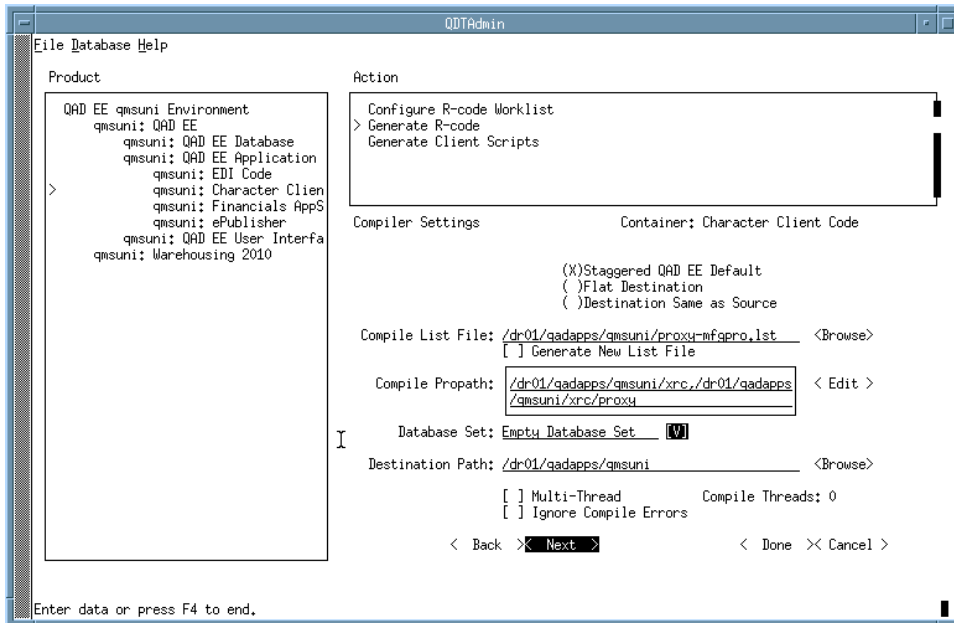 QDTAdmin
File Database Help
Product
Action
QAD EE qmsuni Environment
qmsuni: QAD EE
qmsuni: QAD EE Database
qmsuni: QAD EE Application
qmsuni: EDI Code
> qmsuni: Character Clien
qmsuni: Financials AppS
qmsuni: ePublisher
qmsuni: QAD EE User Interfa
qmsuni: Warehousing 2010
Configure R-code Worklist
> Generate R-code
Generate Client Scripts
Compiler Settings Container: Character Client Code
(X)Staggered QAD EE Default
( )Flat Destination
( )Destination Same as Source
Compile List File: /dr01/qadapps/qmsuni/proxy-mfgpro.lst <Browse>
[ ] Generate New List File
Compile Propath: /dr01/qadapps/qmsuni/xrc,/dr01/qadapps < Edit >
/qmsuni/xrc/proxy
Database Set: Empty Database Set [V]
Destination Path: /dr01/qadapps/qmsuni <Browse>
[ ] Multi-Thread Compile Threads: 0
[ ] Ignore Compile Errors
< Back >< Next > < Done >< Cancel >
Enter data or press F4 to end.